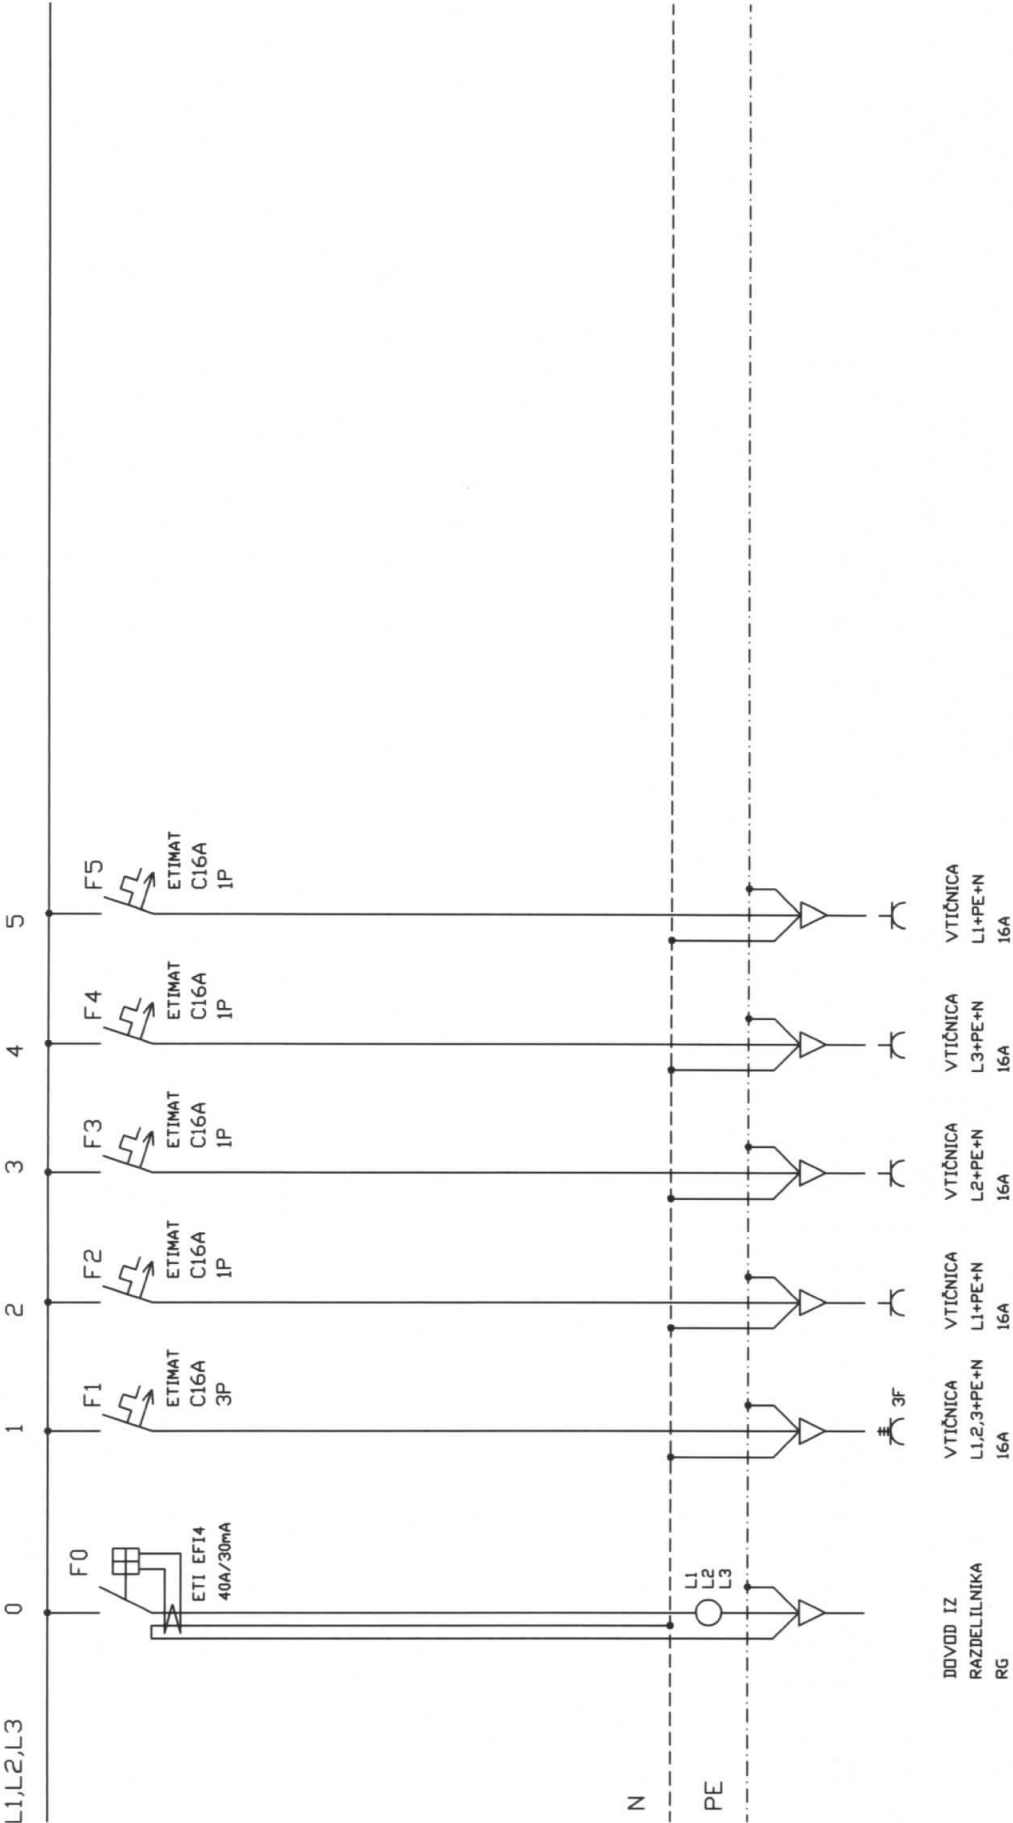 L1,L2,L3
0
1
2
3
4
5
F0
ETI EFI4
40A/30mA
F1
ETIMAT
C16A
3P
F2
ETIMAT
C16A
1P
F3
ETIMAT
C16A
1P
F4
ETIMAT
C16A
1P
F5
ETIMAT
C16A
1P
N
PE
L1
L2
L3
3F
DOVOD IZ
RAZDELILNIKA
RG
VTIČNICA
L1,2,3+PE+N
16A
VTIČNICA
L1+PE+N
16A
VTIČNICA
L2+PE+N
16A
VTIČNICA
L3+PE+N
16A
VTIČNICA
L1+PE+N
16A